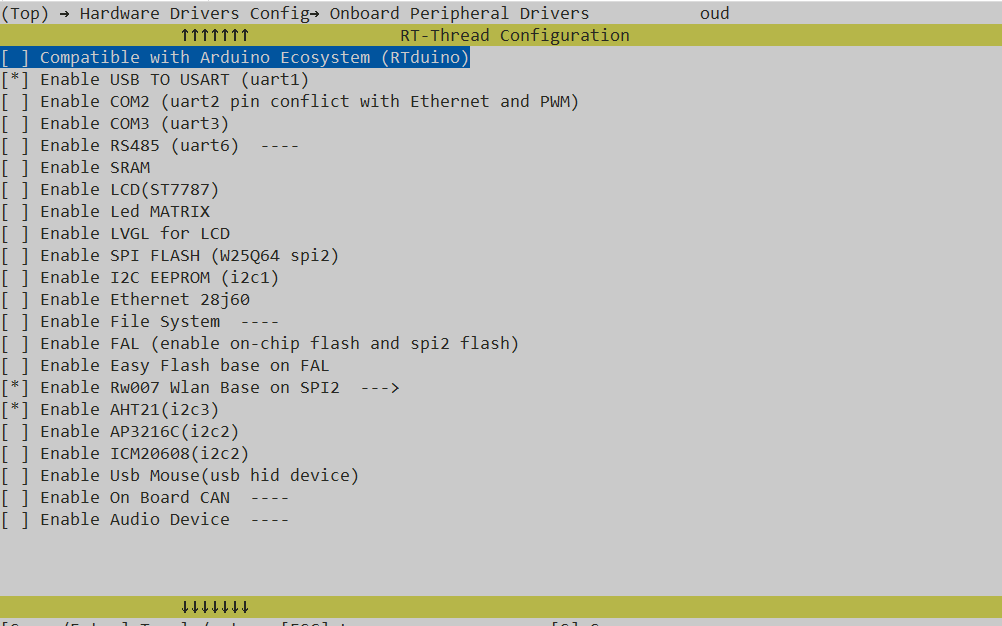 (Top) → Hardware Drivers Config→ Onboard Peripheral Drivers oud
↑↑↑↑↑↑↑ RT-Thread Configuration
[ ] Compatible with Arduino Ecosystem (RTduino)
[*] Enable USB TO USART (uart1)
[ ] Enable COM2 (uart2 pin conflict with Ethernet and PWM)
[ ] Enable COM3 (uart3)
[ ] Enable RS485 (uart6) ----
[ ] Enable SRAM
[ ] Enable LCD(ST7787)
[ ] Enable Led MATRIX
[ ] Enable LVGL for LCD
[ ] Enable SPI FLASH (W25Q64 spi2)
[ ] Enable I2C EEPROM (i2c1)
[ ] Enable Ethernet 28j60
[ ] Enable File System ----
[ ] Enable FAL (enable on-chip flash and spi2 flash)
[ ] Enable Easy Flash base on FAL
[*] Enable Rw007 Wlan Base on SPI2 --->
[*] Enable AHT21(i2c3)
[ ] Enable AP3216C(i2c2)
[ ] Enable ICM20608(i2c2)
[ ] Enable Usb Mouse(usb hid device)
[ ] Enable On Board CAN ----
[ ] Enable Audio Device ----
↓↓↓↓↓↓↓